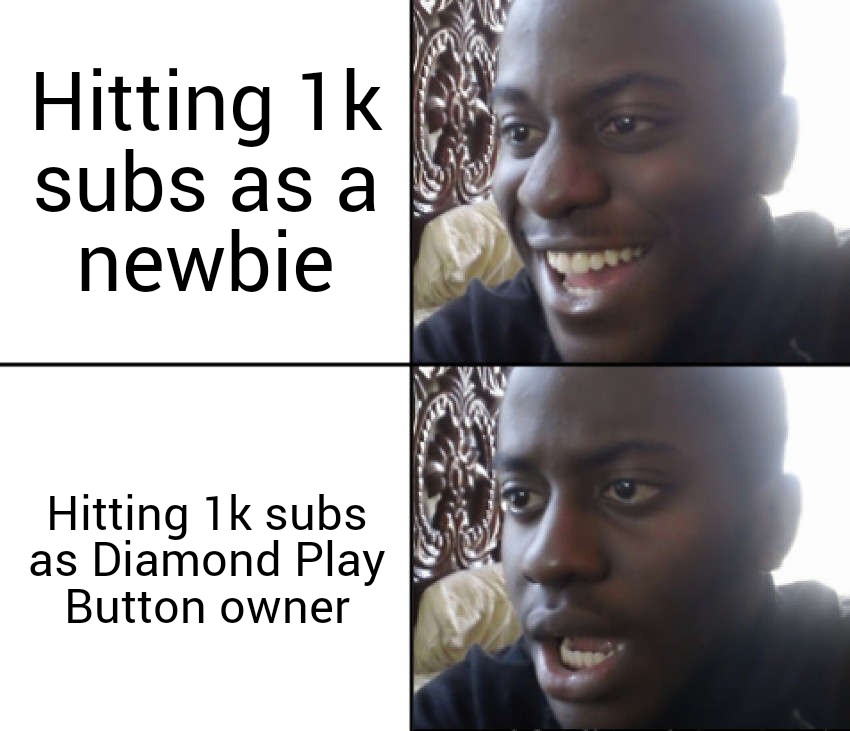 Hitting 1k
subs as a
newbie
Hitting 1k subs
as Diamond Play
Button owner